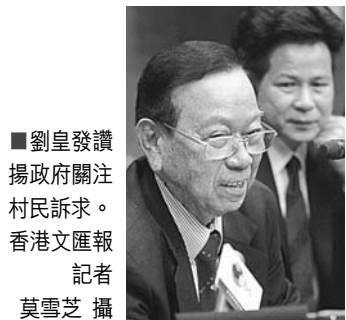 ■劉皇發讚
揚政府關注
村民訴求。
香港文匯報
記者
莫雪芝 攝